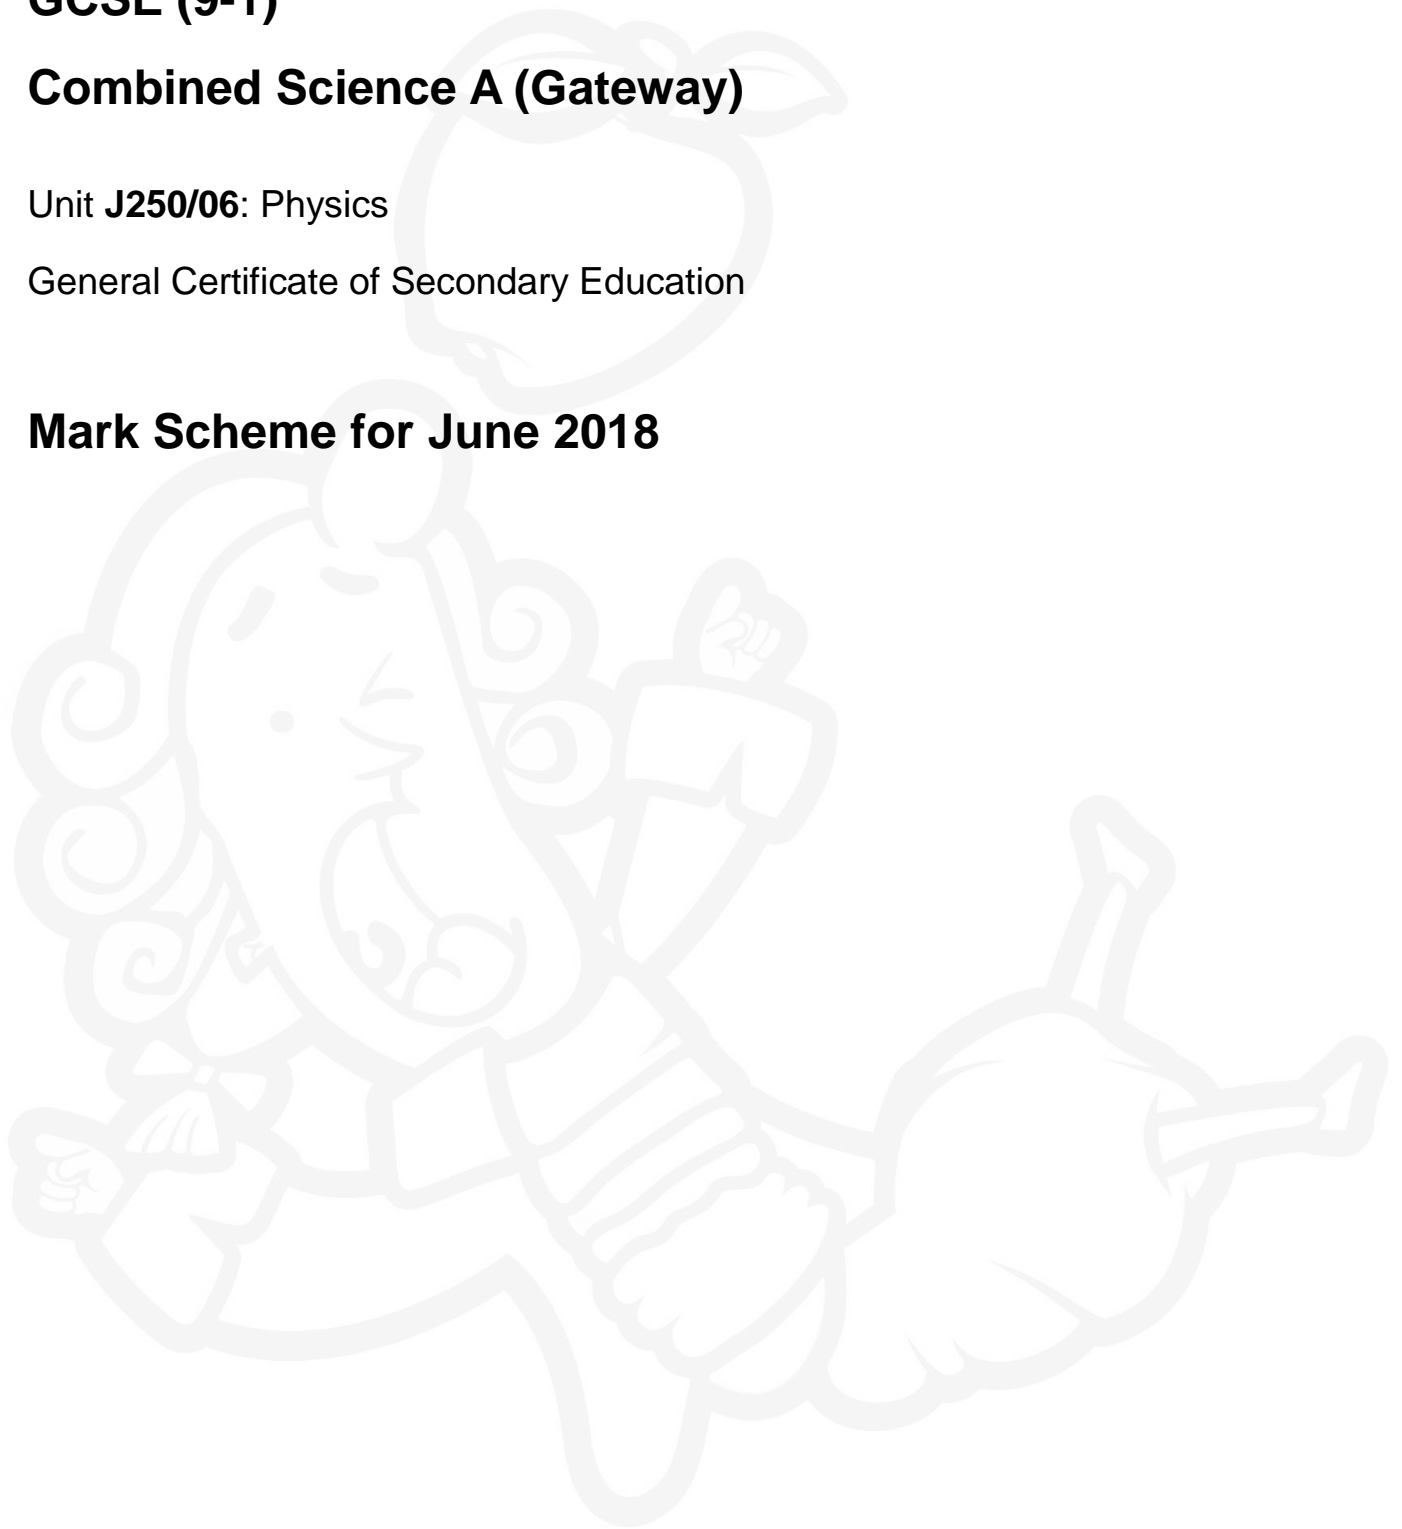 GCSE (9-1)
Combined Science A (Gateway)
Unit J250/06: Physics
General Certificate of Secondary Education
Mark Scheme for June 2018